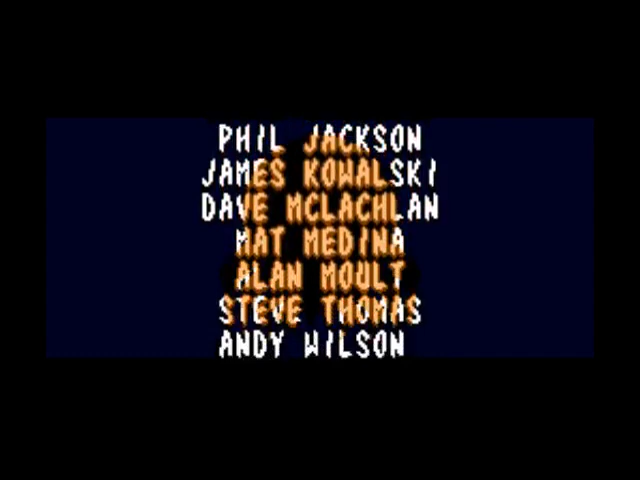 PHIL JACKSON
JAMES KOWALSKI
DAVE MCLACHLAN
MAT MEDINA
ALAN MOULT
STEVE THOMAS
ANDY WILSON